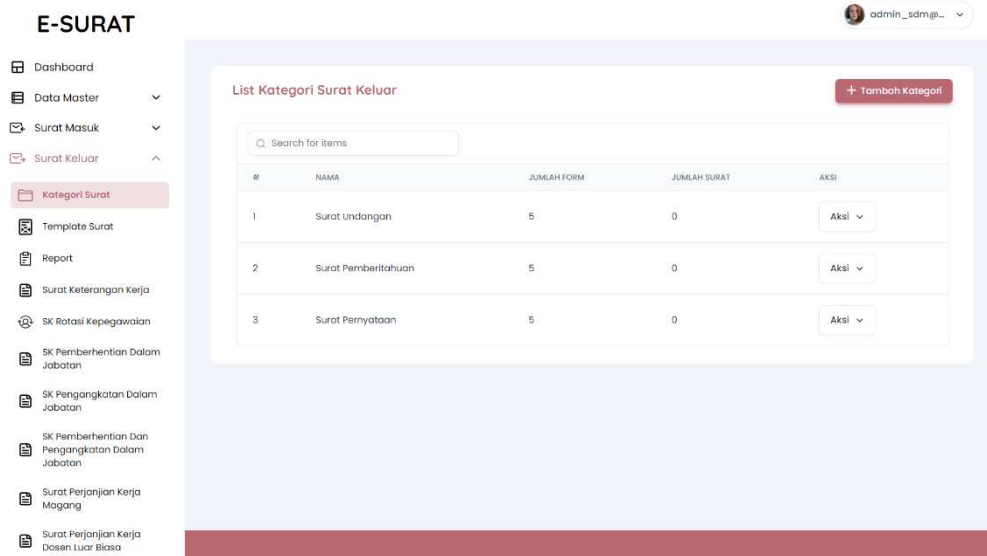 E-SURAT
admin_sdm@...
Dashboard
Data Master
Surat Masuk
Surat Keluar
Kategori Surat
Template Surat
Report
Surat Keterangan Kerja
SK Rotasi Kepegawaian
SK Pemberhentian Dalam
Jabatan
SK Pengangkatan Dalam
Jabatan
SK Pemberhentian Dan
Pengangkatan Dalam
Jabatan
Surat Perjanjian Kerja
Magang
Surat Perjanjian Kerja
Dosen Luar Biasa
List Kategori Surat Keluar
+ Tambah Kategori
Search for items
# NAMA JUMLAH FORM JUMLAH SURAT AKSI
1 Surat Undangan 5 0 Aksi
2 Surat Pemberitahuan 5 0 Aksi
3 Surat Pernyataan 5 0 Aksi